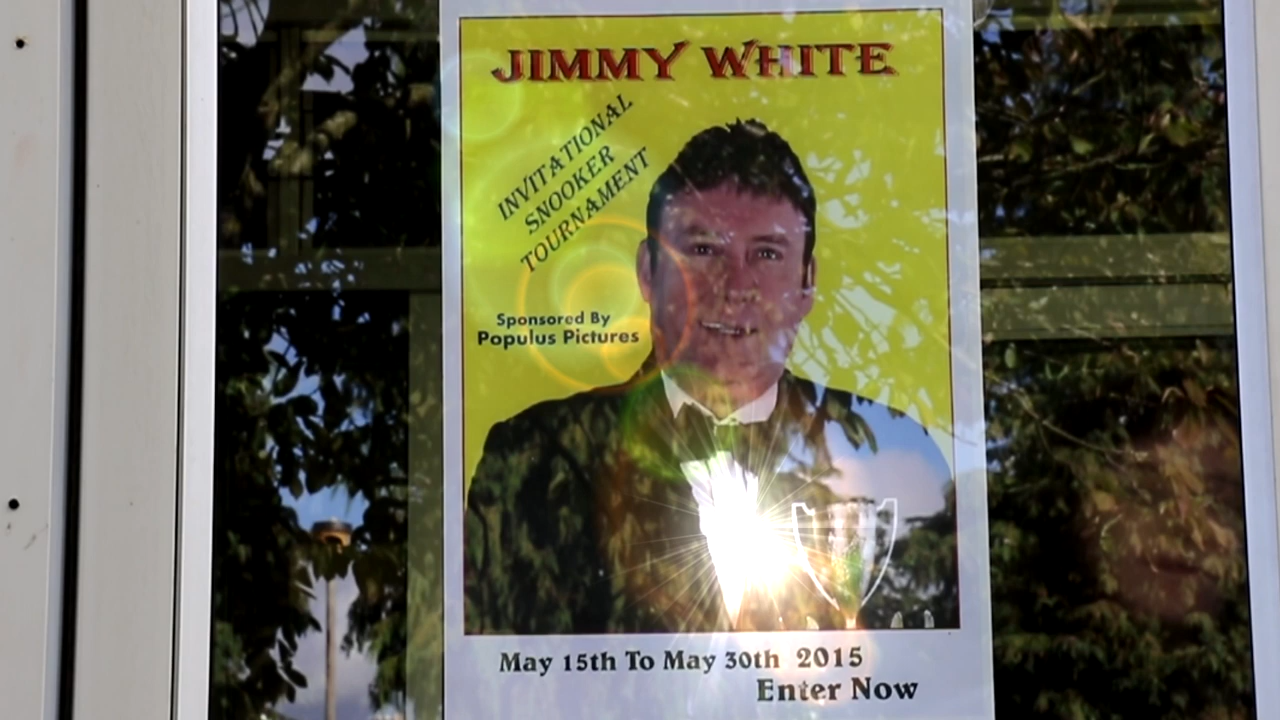 JIMMY WHITE
INVITATIONAL
SNOOKER
TOURNAMENT
Sponsored By
Populus Pictures
May 15th To May 30th 2015
Enter Now